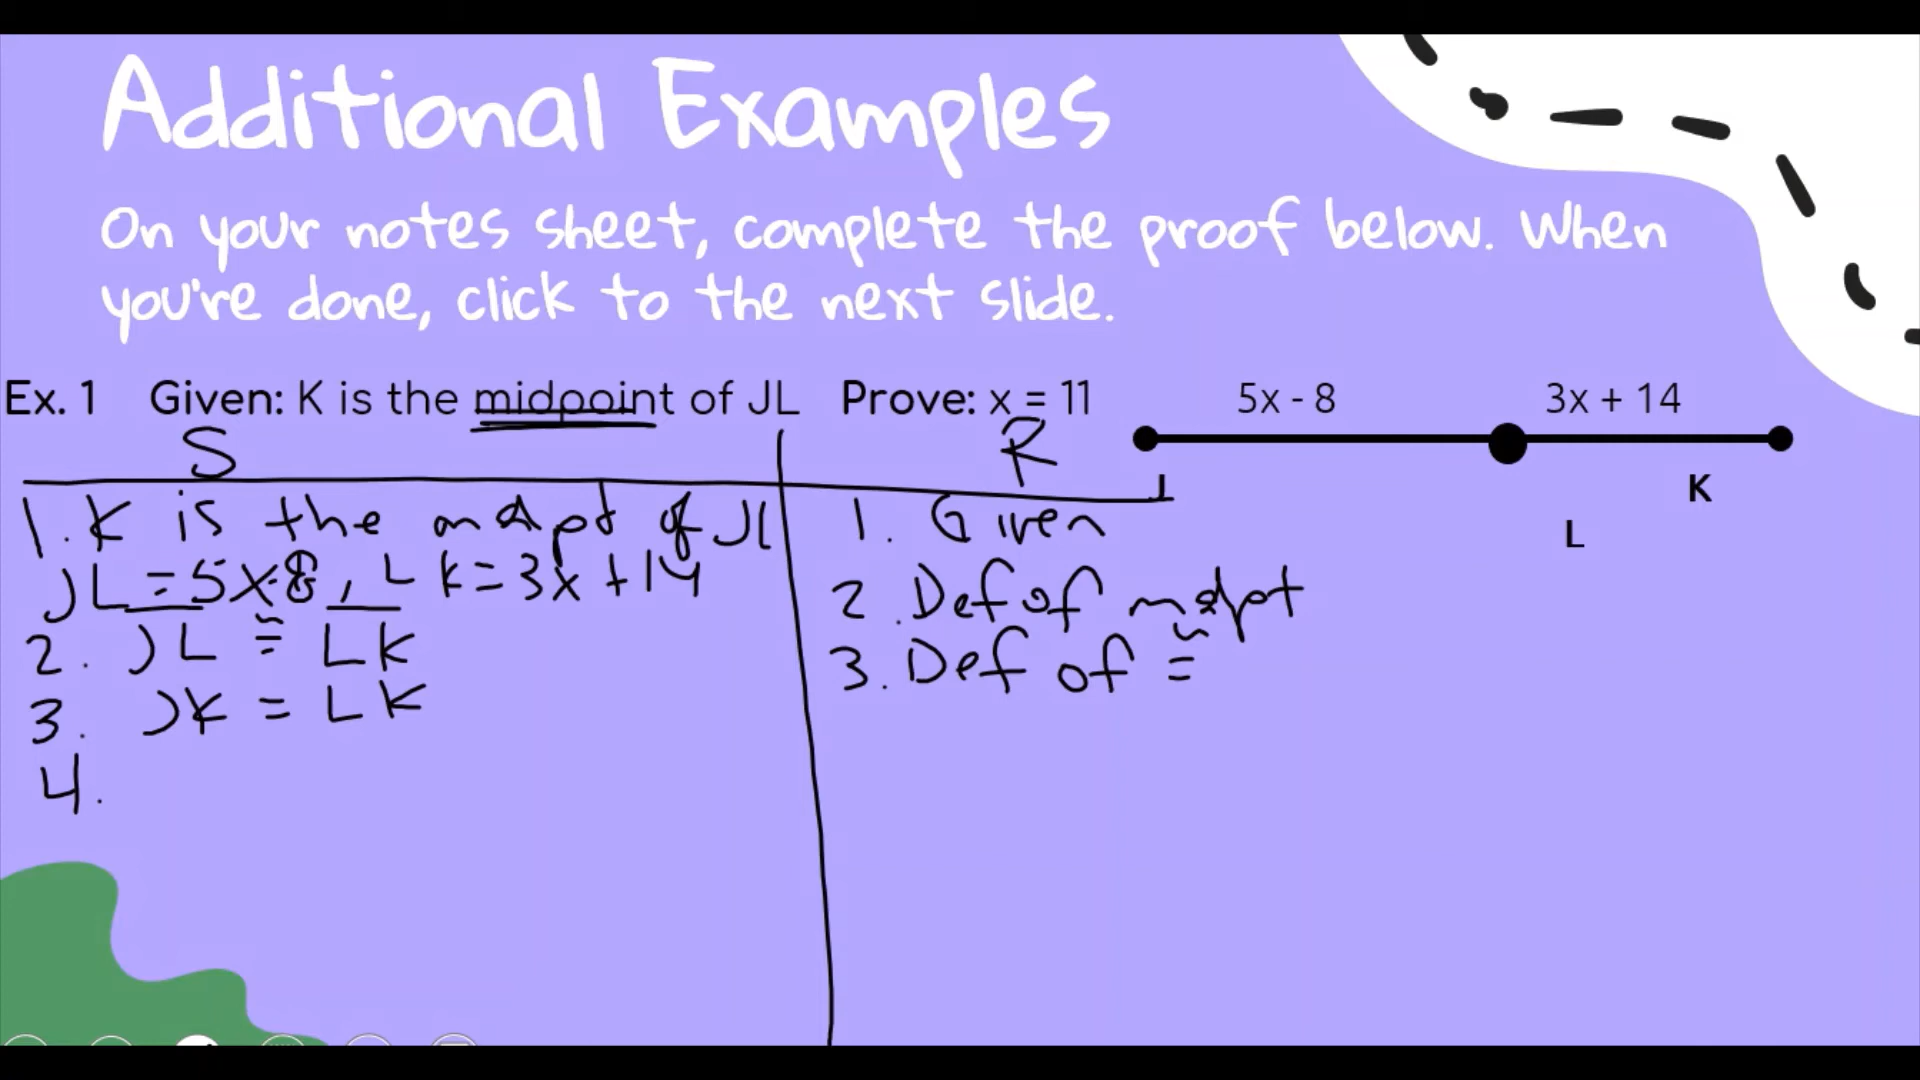 Additional Examples
On your notes sheet, complete the proof below. When
you're done, click to the next slide.
Ex. 1 Given: K is the midpoint of JL Prove: x = 11
5x - 8 3x + 14
J K
L
S R
1. K is the mdpt of JL 1. Given
JL = 5x-8, LK = 3x + 14
2. JL ≅ LK 2. Def of mdpt
3. JK = LK 3. Def of ≅
4.